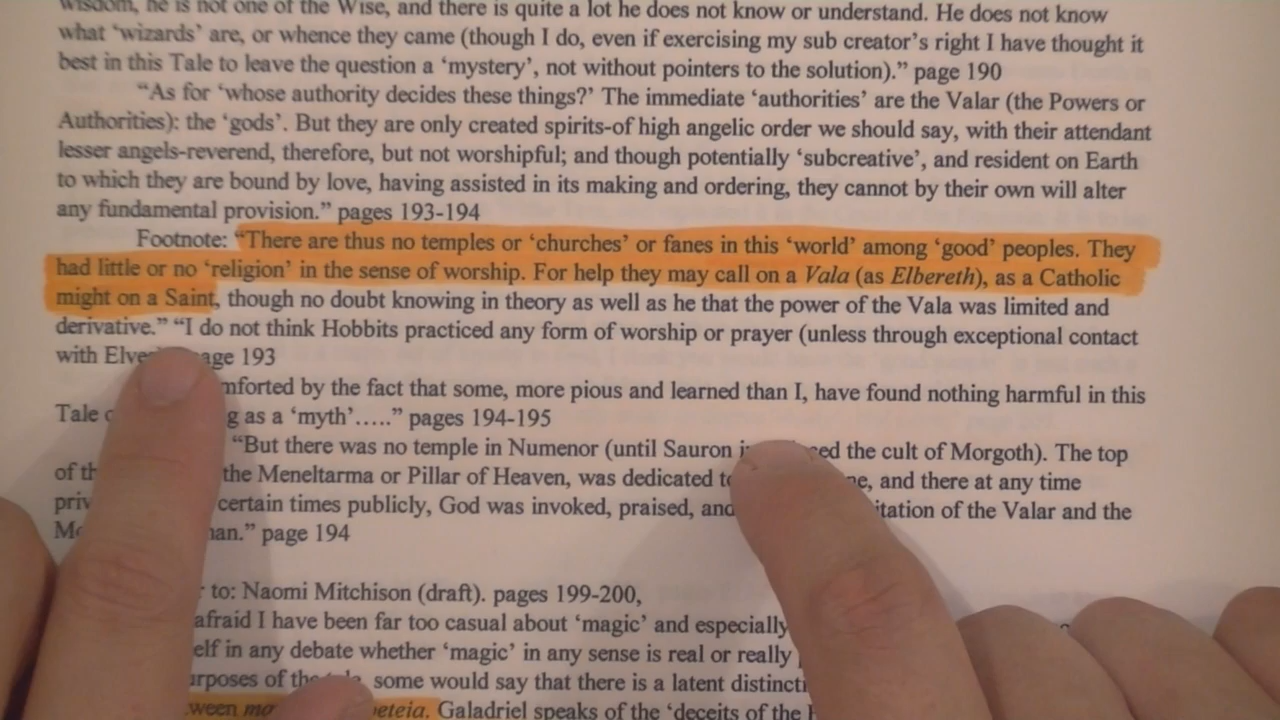 wisdom, he is not one of the Wise, and there is quite a lot he does not know or understand. He does not know
what ‘wizards’ are, or whence they came (though I do, even if exercising my sub creator’s right I have thought it
best in this Tale to leave the question a ‘mystery’, not without pointers to the solution).” page 190
“As for ‘whose authority decides these things?’ The immediate ‘authorities’ are the Valar (the Powers or
Authorities): the ‘gods’. But they are only created spirits-of high angelic order we should say, with their attendant
lesser angels-reverend, therefore, but not worshipful; and though potentially ‘subcreative’, and resident on Earth
to which they are bound by love, having assisted in its making and ordering, they cannot by their own will alter
any fundamental provision.” pages 193-194
Footnote: “There are thus no temples or ‘churches’ or fanes in this ‘world’ among ‘good’ peoples. They
had little or no ‘religion’ in the sense of worship. For help they may call on a Vala (as Elbereth), as a Catholic
might on a Saint, though no doubt knowing in theory as well as he that the power of the Vala was limited and
derivative.” “I do not think Hobbits practiced any form of worship or prayer (unless through exceptional contact
with page 193
by the fact that some, more pious and learned than I, have found nothing harmful in this
Tale as a ‘myth’.....” pages 194-195
“But there was no temple in Numenor (until Sauron the cult of Morgoth). The top
of the Meneltarma or Pillar of Heaven, was dedicated and there at any time
certain times publicly, God was invoked, praised, of the Valar and the
page 194
to: Naomi Mitchison (draft). pages 199-200,
afraid I have been far too casual about ‘magic’ and especially
in any debate whether ‘magic’ in any sense is real or really
some would say that there is a latent
Galadriel speaks of the ‘deceits of the